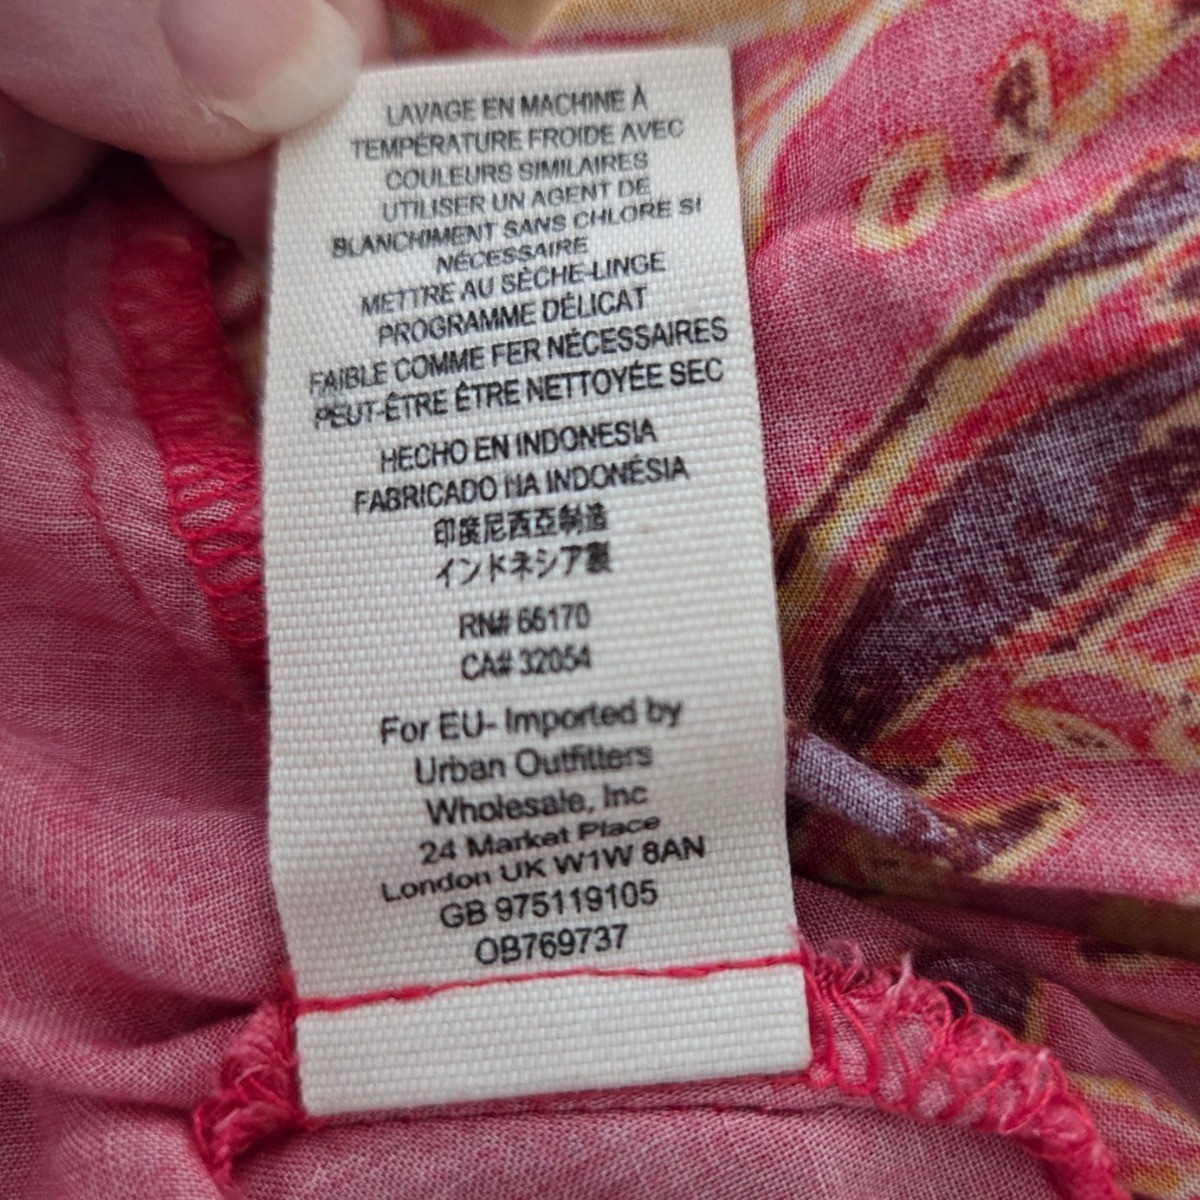 LAVAGE EN MACHINE À
TEMPÉRATURE FROIDE AVEC
COULEURS SIMILAIRES
UTILISER UN AGENT DE
BLANCHIMENT SANS CHLORE SI
NÉCESSAIRE
METTRE AU SÈCHE-LINGE
PROGRAMME DÉLICAT
FAIBLE COMME FER NÉCESSAIRES
PEUT-ÊTRE ÊTRE NETTOYÉE SEC
HECHO EN INDONESIA
FABRICADO NA INDONÉSIA
印度尼西亞制造
インドネシア裏
RN# 66170
CA# 32054
For EU- Imported by
Urban Outfitters
Wholesale, Inc
24 Market Place
London UK W1W 8AN
GB 975119105
OB769737